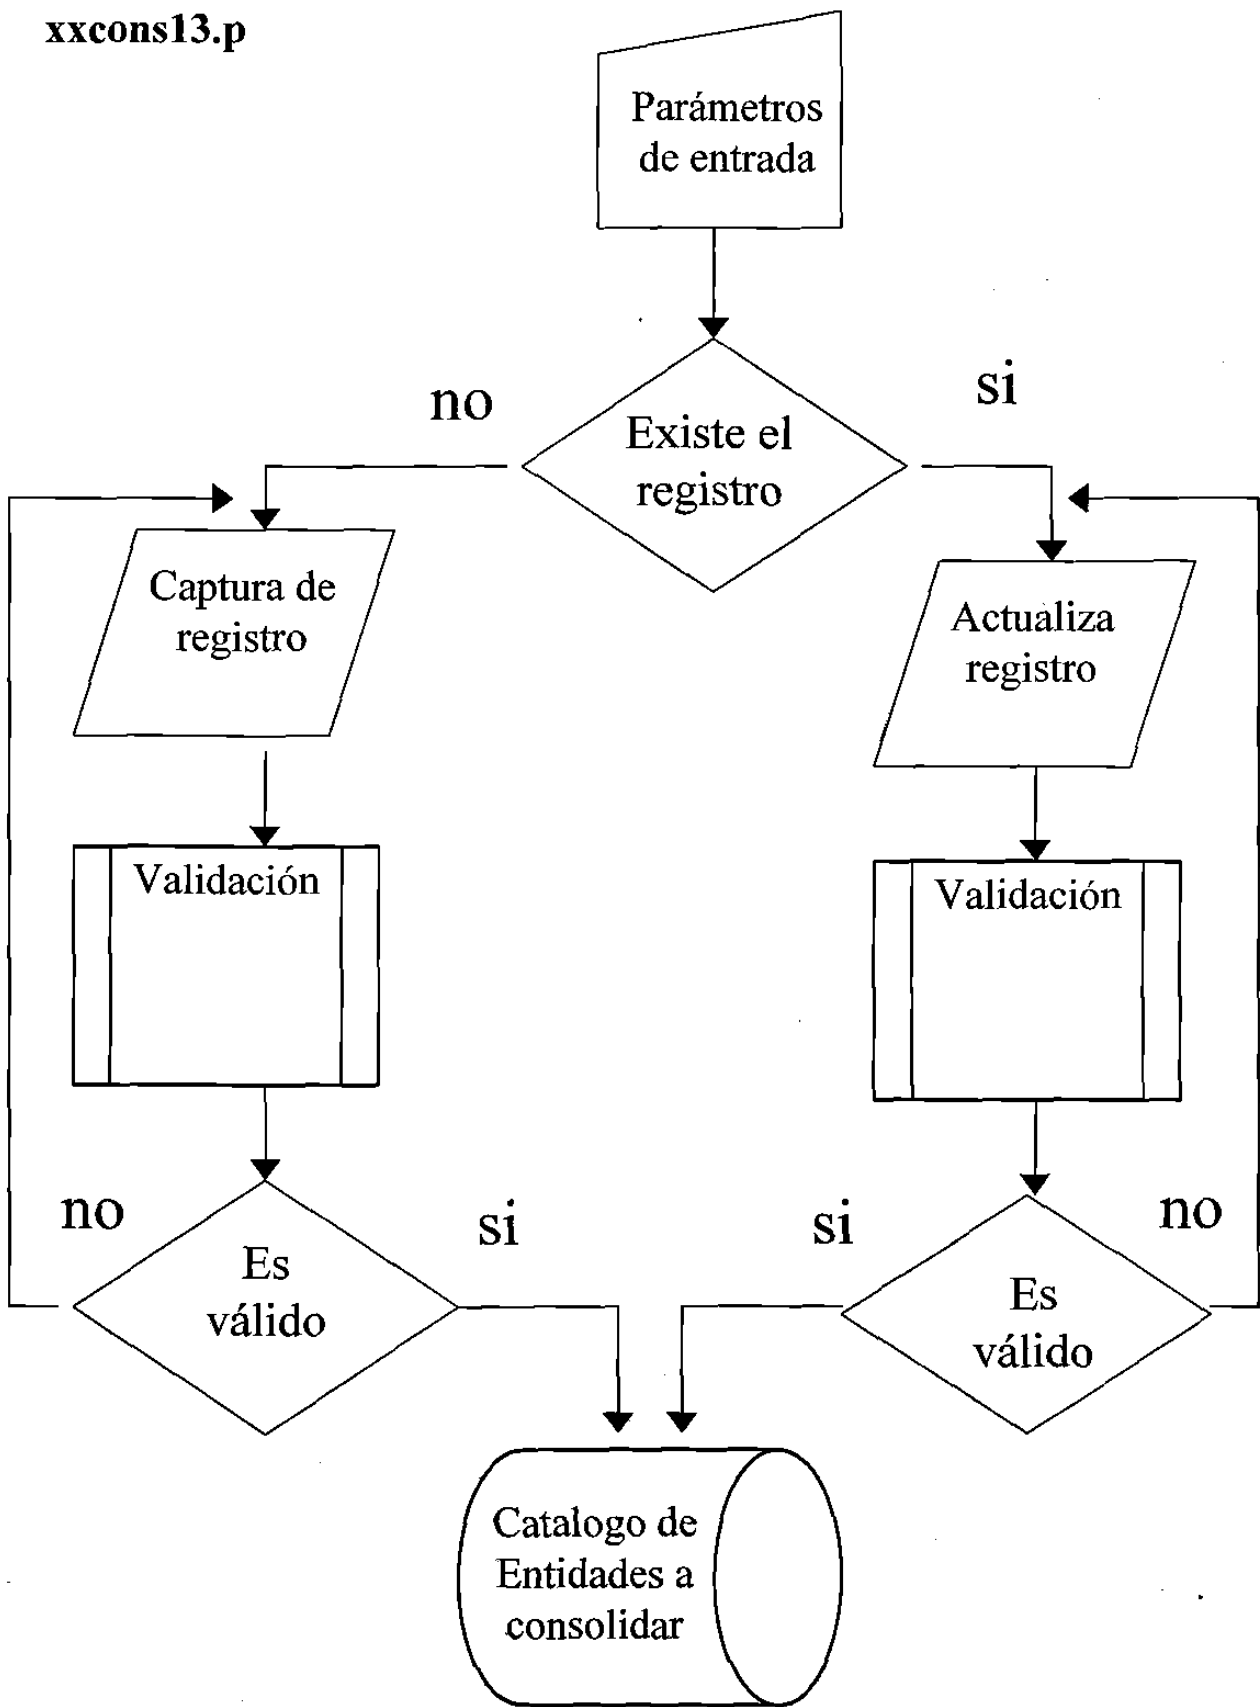 xxcons13.p
Parámetros
de entrada
no
si
Existe el
registro
Captura de
registro
Actualiza
registro
Validación
Validación
no
si
si
no
Es
válido
Es
válido
Catalogo de
Entidades a
consolidar